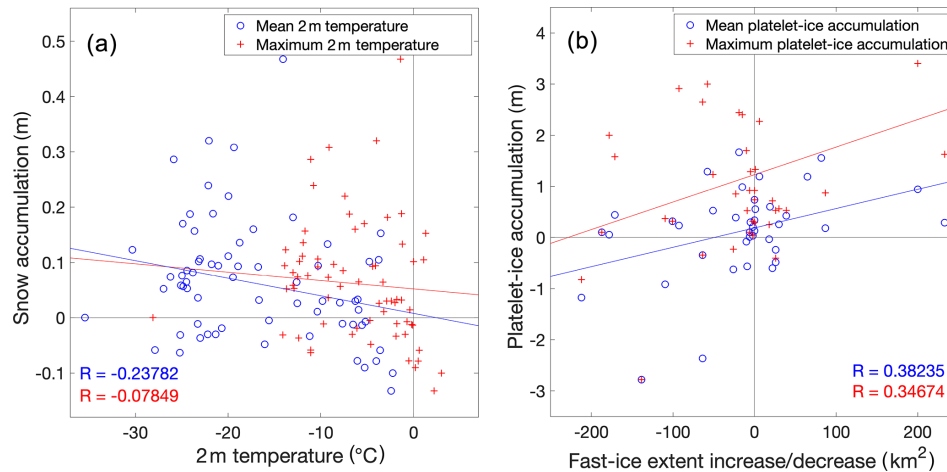 (a)
Mean 2 m temperature
Maximum 2 m temperature
0.5
0.4
0.3
0.2
0.1
0
-0.1
Snow accumulation (m)
R = -0.23782
R = -0.07849
-30
-20
-10
0
2 m temperature (°C)
(b)
Mean platelet-ice accumulation
Maximum platelet-ice accumulation
4
3
2
1
0
-1
-2
-3
Platelet-ice accumulation (m)
R = 0.38235
R = 0.34674
-200
-100
0
100
200
Fast-ice extent increase/decrease (km²)